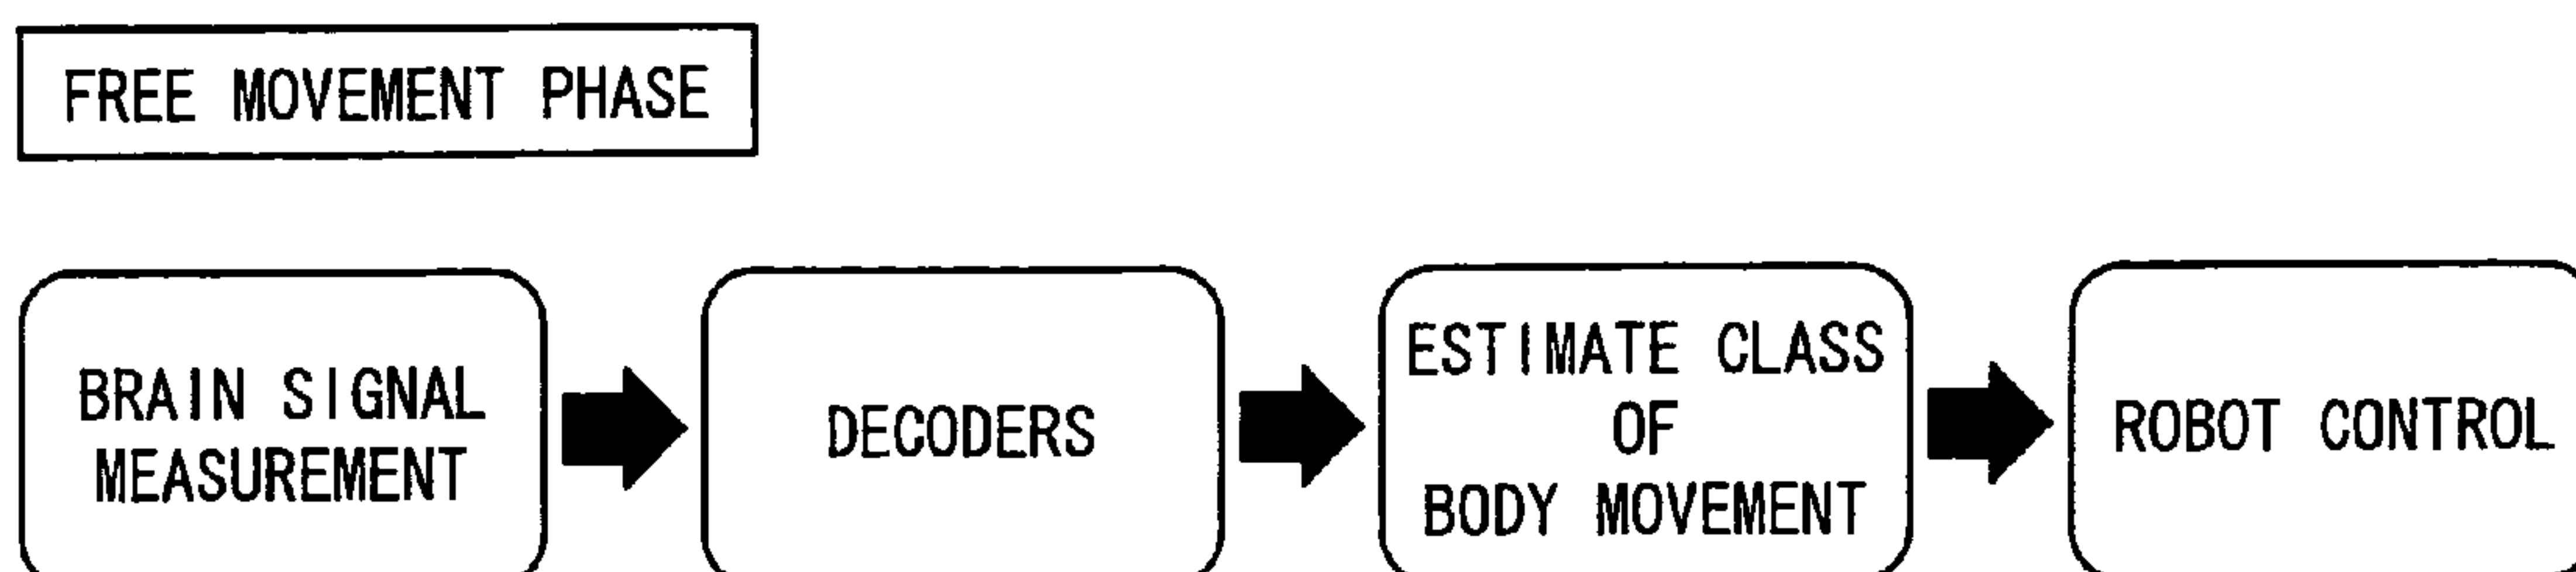 FREE MOVEMENT PHASE
BRAIN SIGNAL
MEASUREMENT
DECODERS
ESTIMATE CLASS
OF
BODY MOVEMENT
ROBOT CONTROL